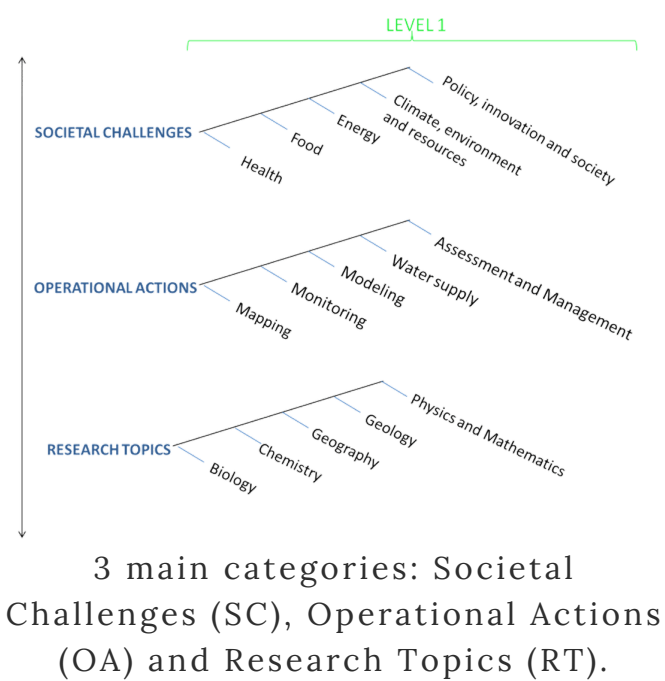 LEVEL 1
SOCIETAL CHALLENGES
Health
Food
Energy
Climate, environment
and resources
Policy, innovation and society
OPERATIONAL ACTIONS
Mapping
Monitoring
Modeling
Water supply
Assessment and Management
RESEARCH TOPICS
Biology
Chemistry
Geography
Geology
Physics and Mathematics
3 main categories: Societal
Challenges (SC), Operational Actions
(OA) and Research Topics (RT).